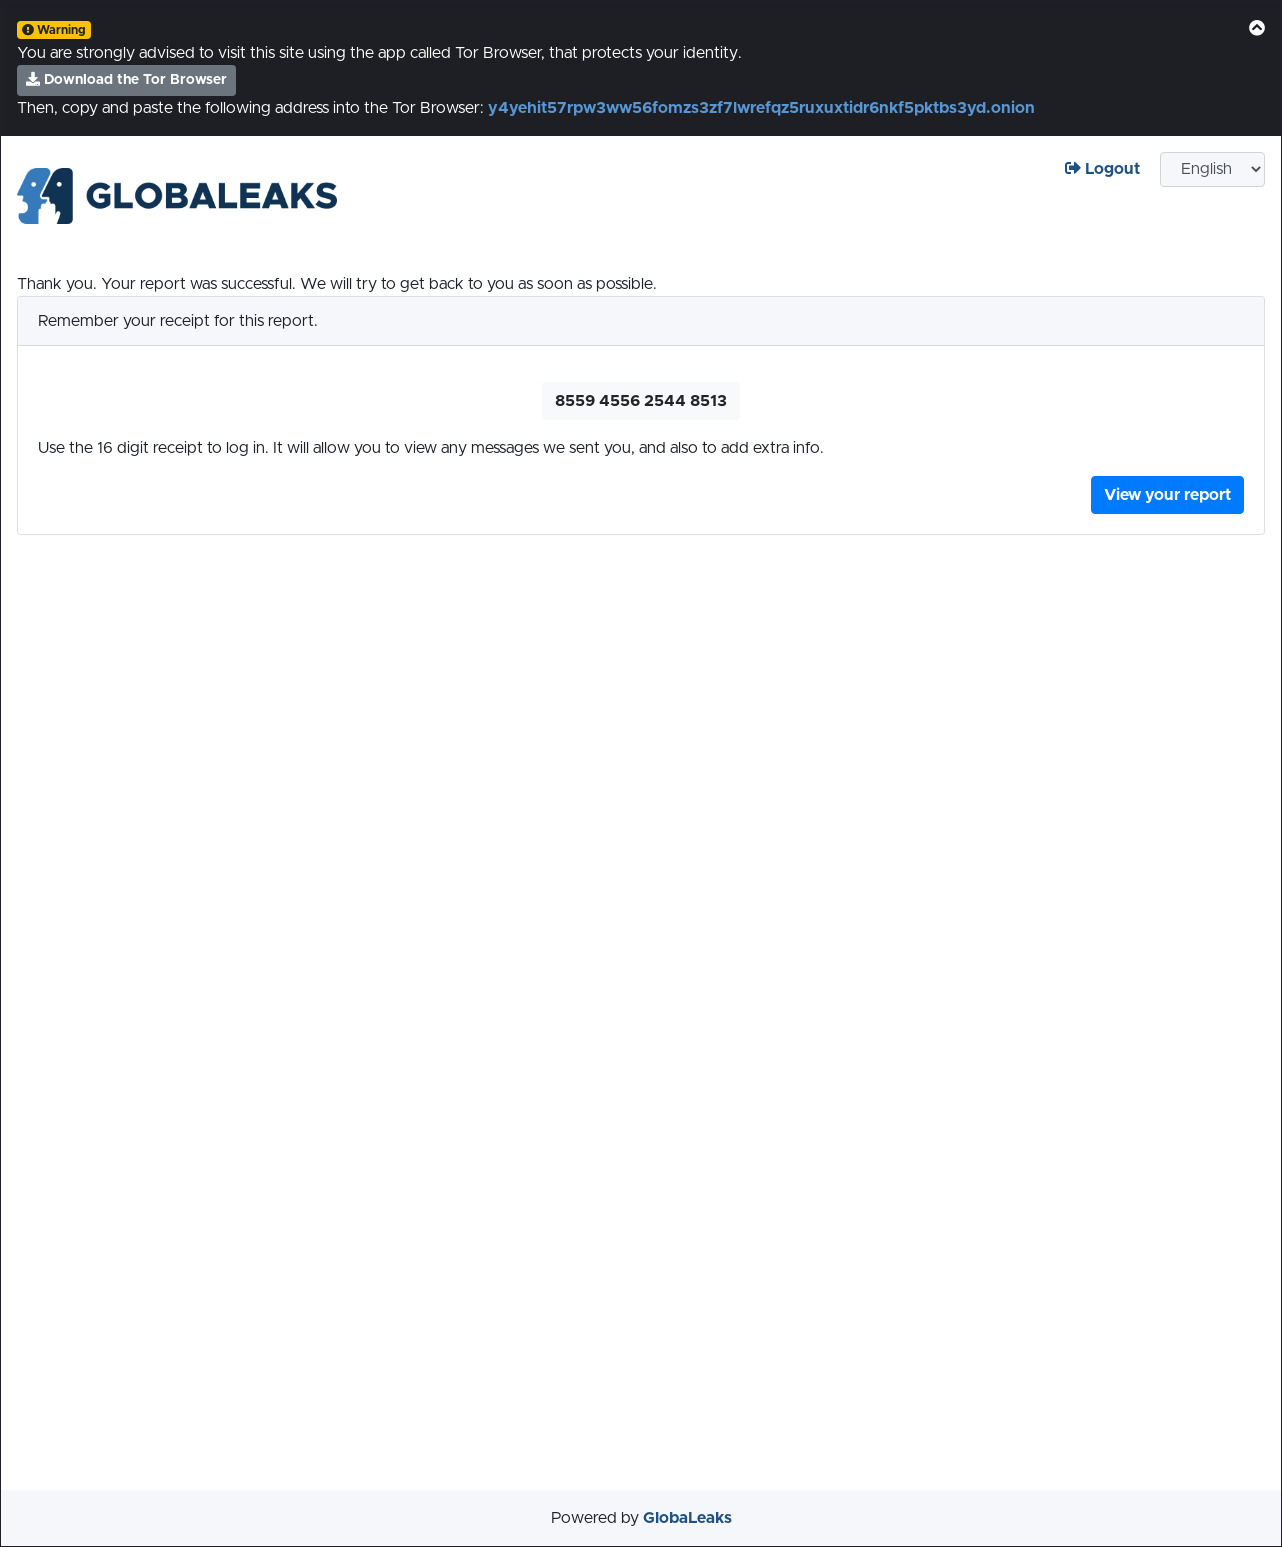 Warning
You are strongly advised to visit this site using the app called Tor Browser, that protects your identity.
Download the Tor Browser
Then, copy and paste the following address into the Tor Browser: y4yehit57rpw3ww56fomzs3zf7lwrefqz5ruxuxtidr6nkf5pktbs3yd.onion
Logout
English
GLOBALEAKS
Thank you. Your report was successful. We will try to get back to you as soon as possible.
Remember your receipt for this report.
8559 4556 2544 8513
Use the 16 digit receipt to log in. It will allow you to view any messages we sent you, and also to add extra info.
View your report
Powered by GlobaLeaks